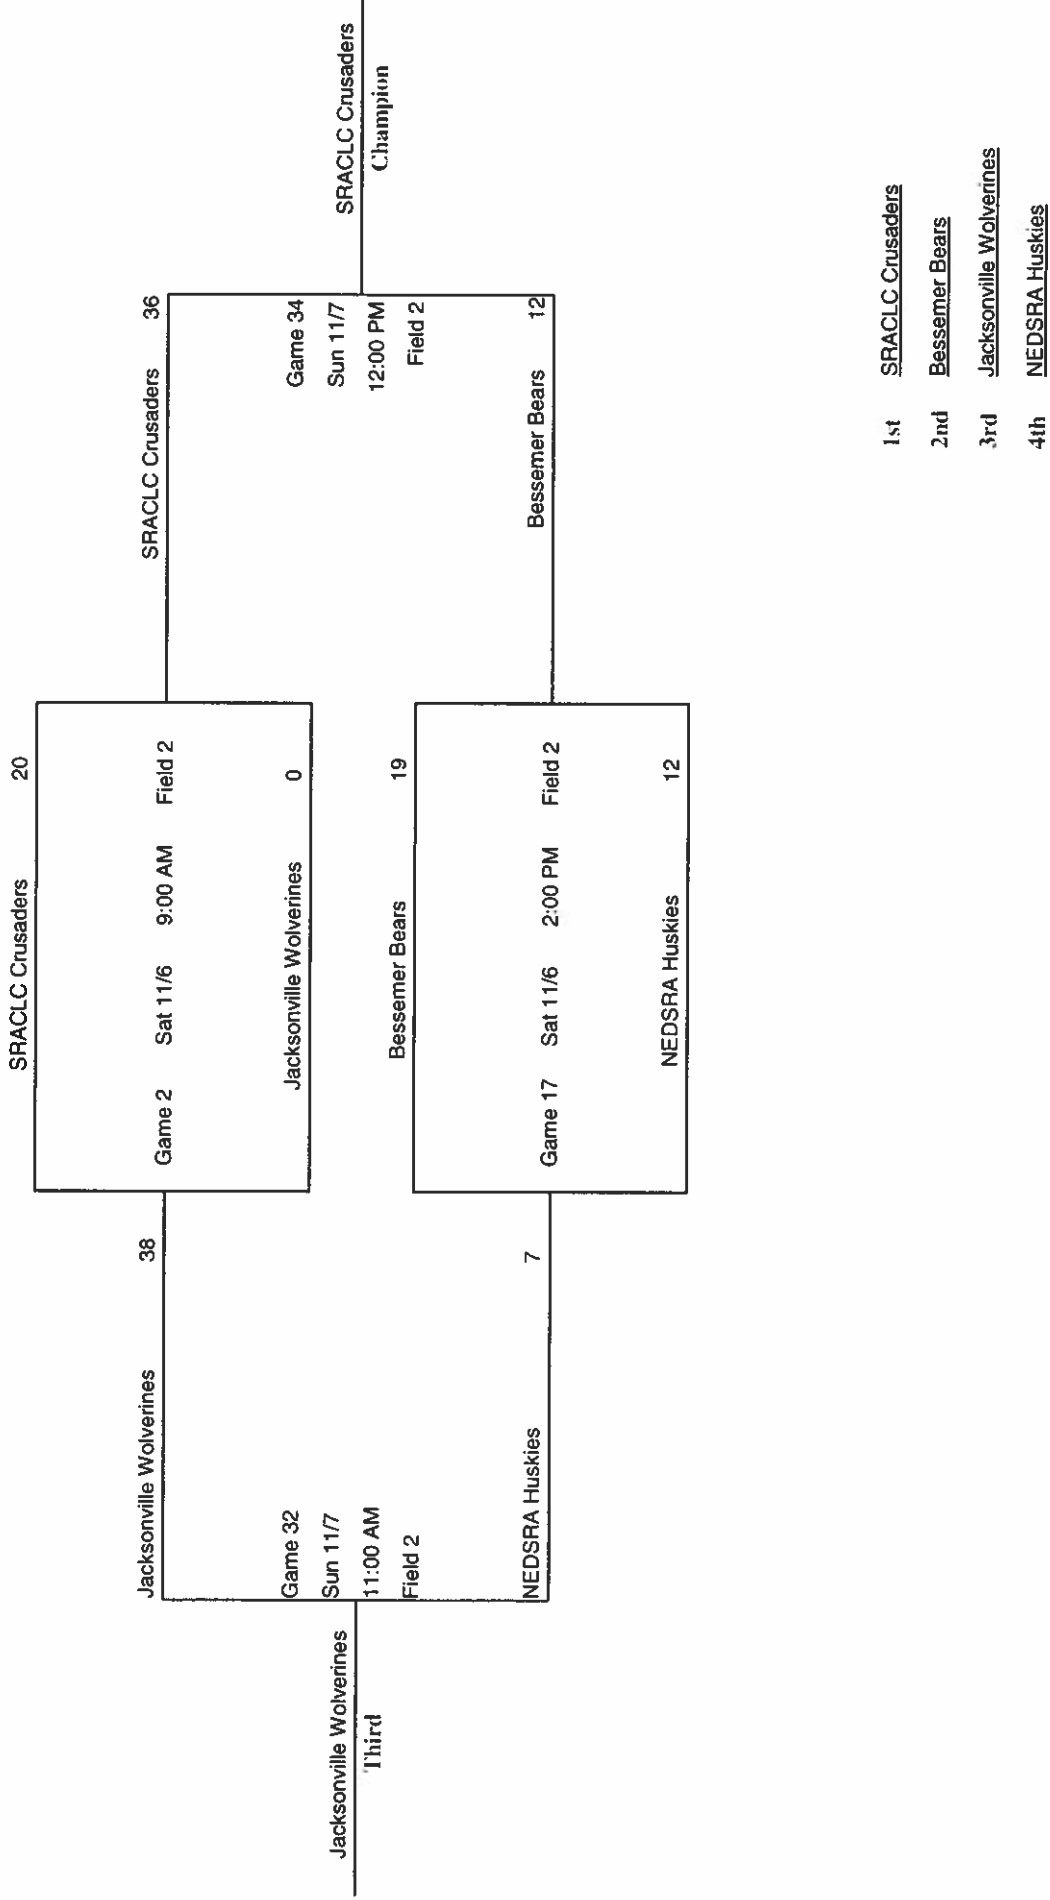 SRACLC Crusaders 20
Game 2 Sat 11/6 9:00 AM Field 2
Jacksonville Wolverines 0
Jacksonville Wolverines 38
SRACLC Crusaders 36
Game 32
Sun 11/7
11:00 AM
Field 2
Game 34
Sun 11/7
12:00 PM
Field 2
Jacksonville Wolverines
Third
SRACLC Crusaders
Champion
Bessemer Bears 19
Game 17 Sat 11/6 2:00 PM Field 2
NEDSRA Huskies 12
NEDSRA Huskies 7
Bessemer Bears 12
1st SRACLC Crusaders
2nd Bessemer Bears
3rd Jacksonville Wolverines
4th NEDSRA Huskies